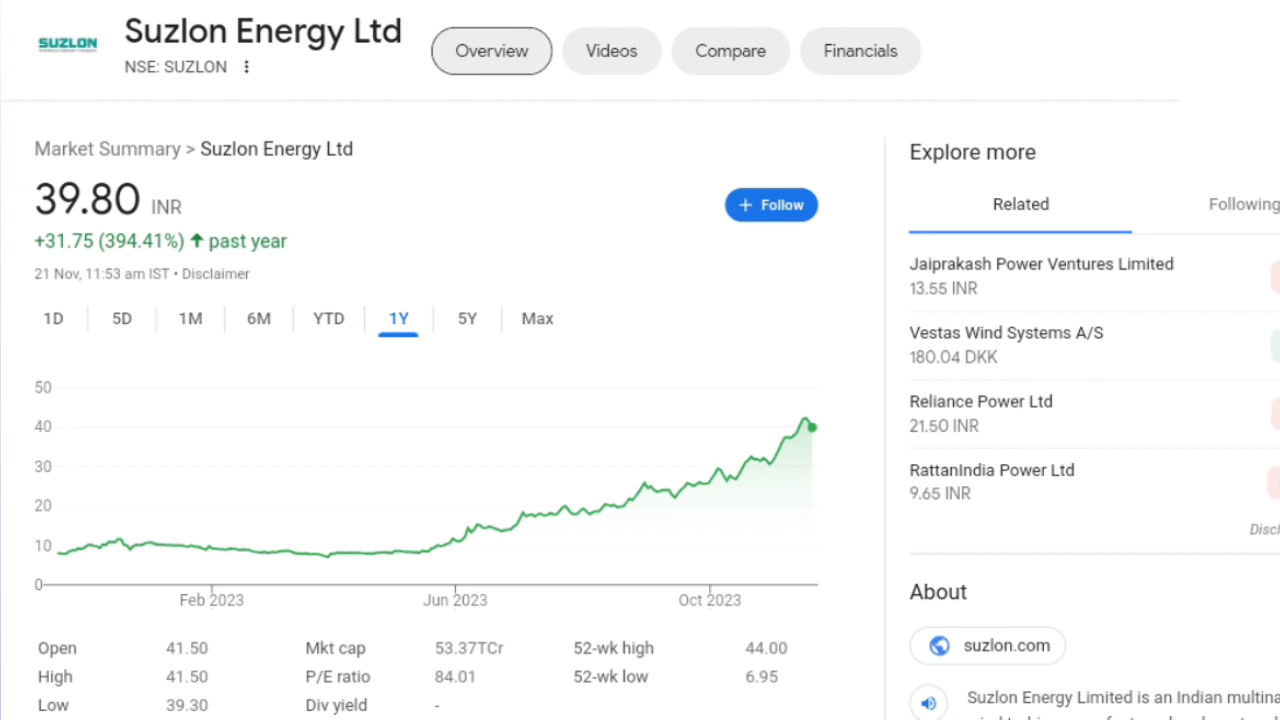 SUZLON
Suzlon Energy Ltd
NSE: SUZLON
Overview
Videos
Compare
Financials
Market Summary > Suzlon Energy Ltd
39.80 INR
+ Follow
+31.75 (394.41%) ↑ past year
21 Nov, 11:53 am IST • Disclaimer
1D 5D 1M 6M YTD 1Y 5Y Max
50
40
30
20
10
0
Feb 2023 Jun 2023 Oct 2023
Open 41.50 Mkt cap 53.37TCr 52-wk high 44.00
High 41.50 P/E ratio 84.01 52-wk low 6.95
Low 39.30 Div yield -
Explore more
Related Following
Jaiprakash Power Ventures Limited
13.55 INR
Vestas Wind Systems A/S
180.04 DKK
Reliance Power Ltd
21.50 INR
RattanIndia Power Ltd
9.65 INR
Discl
About
suzlon.com
Suzlon Energy Limited is an Indian multina